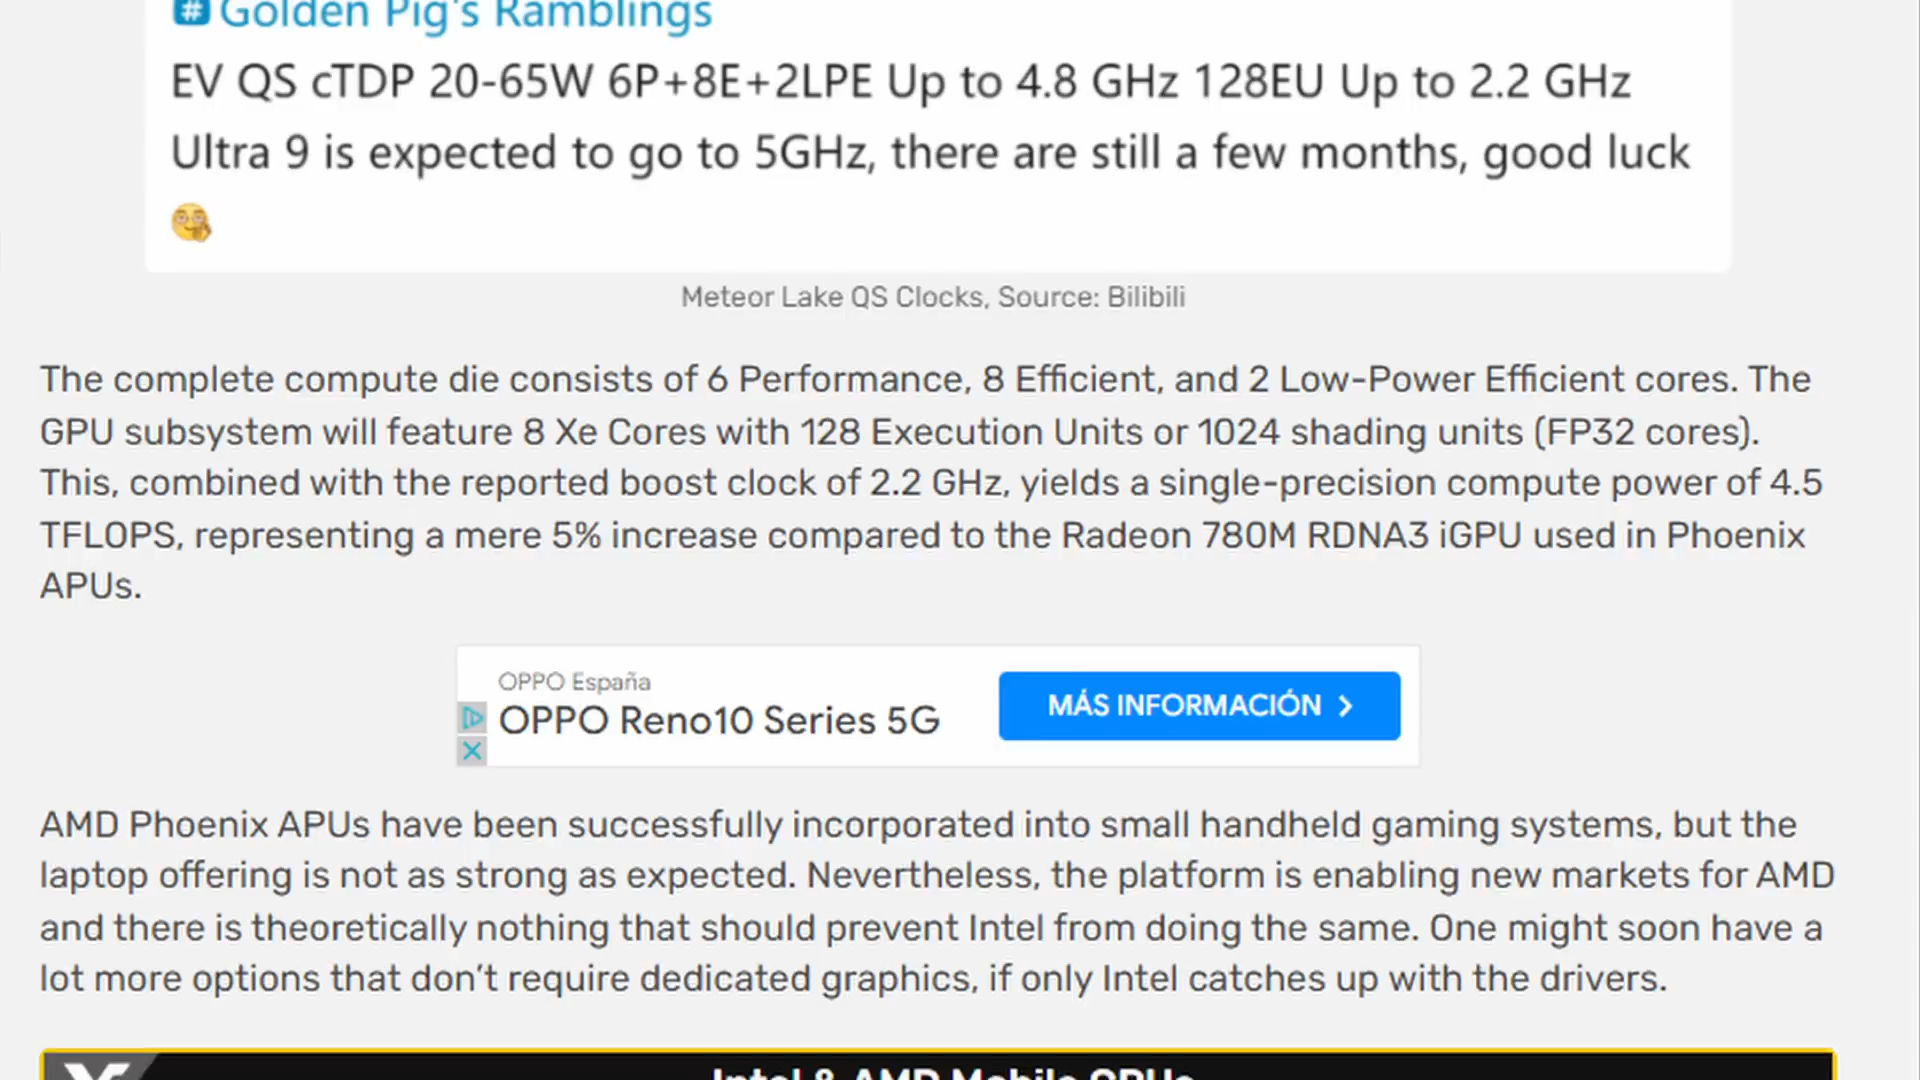 # Golden Pig's Ramblings
EV QS cTDP 20-65W 6P+8E+2LPE Up to 4.8 GHz 128EU Up to 2.2 GHz
Ultra 9 is expected to go to 5GHz, there are still a few months, good luck
Meteor Lake QS Clocks, Source: Bilibili
The complete compute die consists of 6 Performance, 8 Efficient, and 2 Low-Power Efficient cores. The
GPU subsystem will feature 8 Xe Cores with 128 Execution Units or 1024 shading units (FP32 cores).
This, combined with the reported boost clock of 2.2 GHz, yields a single-precision compute power of 4.5
TFLOPS, representing a mere 5% increase compared to the Radeon 780M RDNA3 iGPU used in Phoenix
APUs.
OPPO España
OPPO Reno10 Series 5G
MÁS INFORMACIÓN
AMD Phoenix APUs have been successfully incorporated into small handheld gaming systems, but the
laptop offering is not as strong as expected. Nevertheless, the platform is enabling new markets for AMD
and there is theoretically nothing that should prevent Intel from doing the same. One might soon have a
lot more options that don't require dedicated graphics, if only Intel catches up with the drivers.
Intel & AMD Mobile CPUs